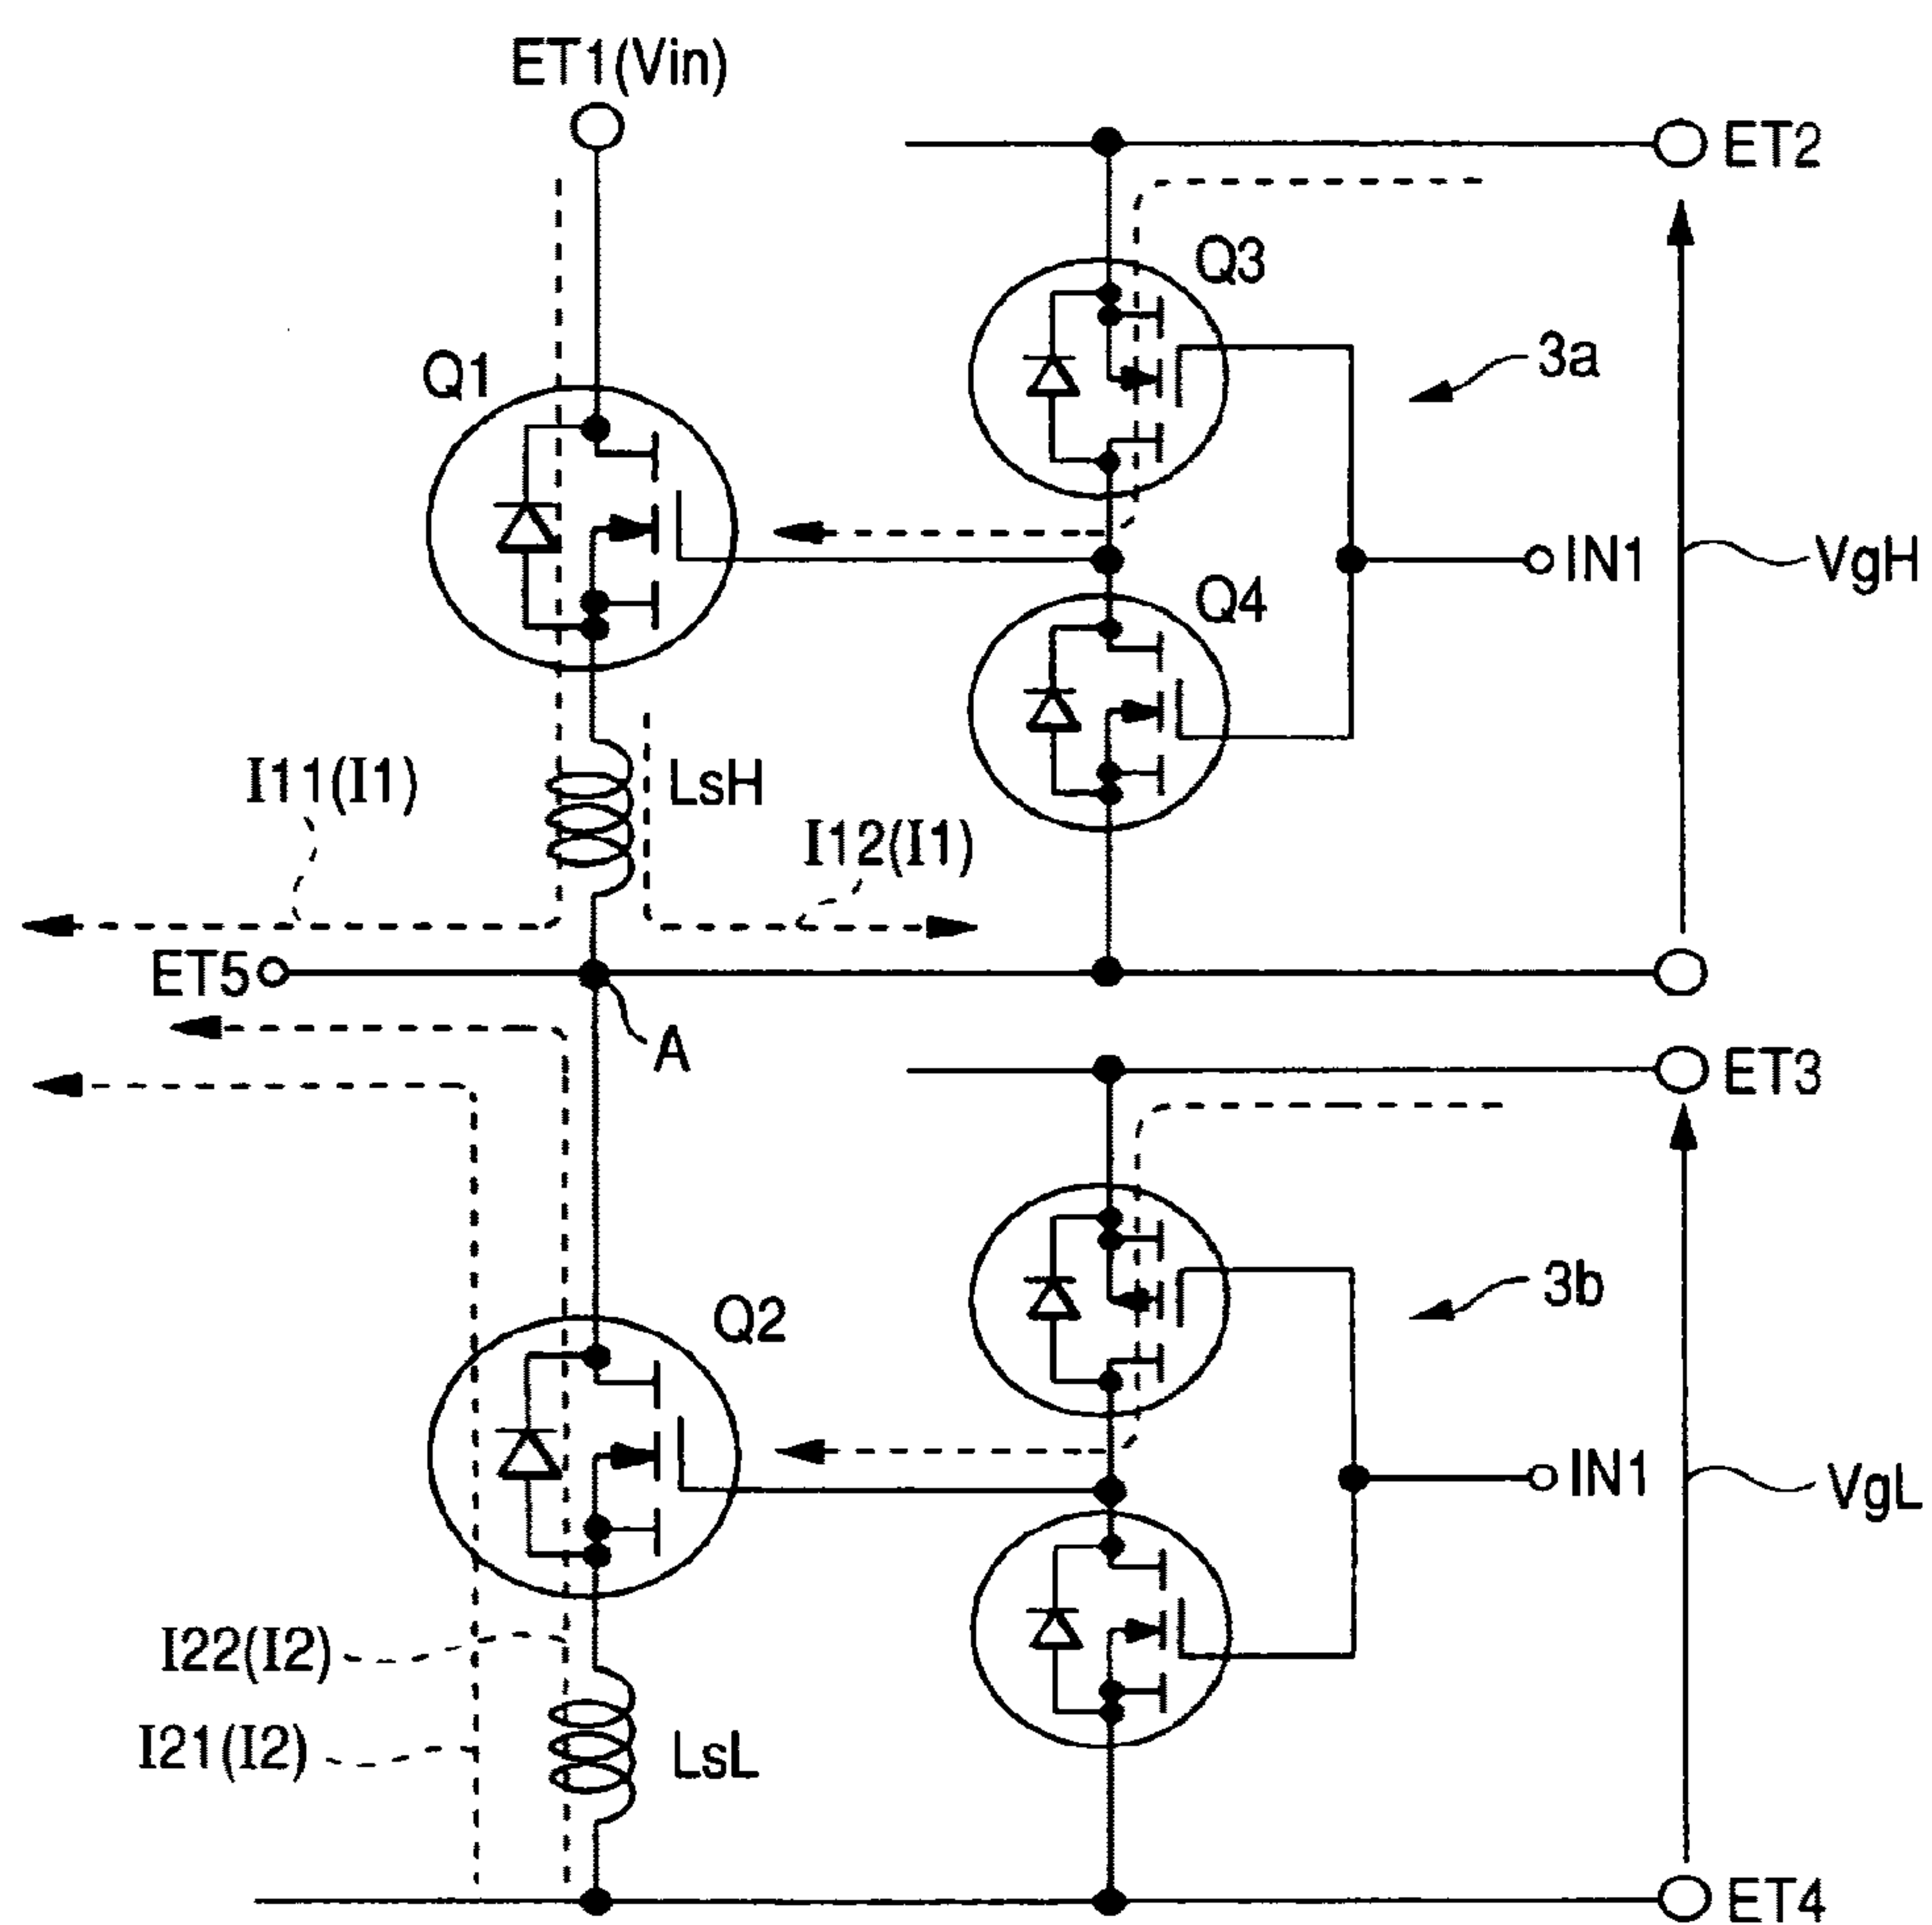 ET1(Vin)
ET2
Q3
3a
Q1
IN1
VgH
Q4
LsH
I11(I1)
I12(I1)
ET5
A
ET3
3b
Q2
IN1
VgL
I22(I2)
I21(I2)
LsL
ET4